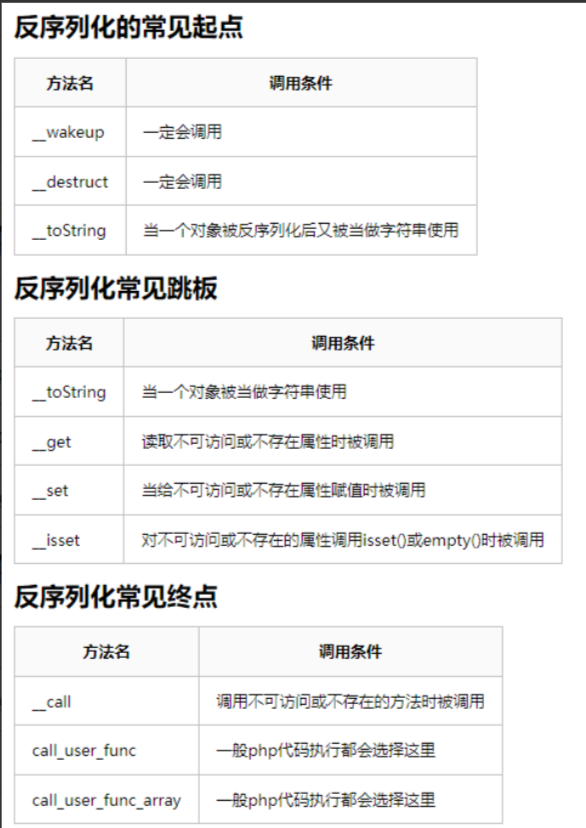 反序列化的常见起点
方法名 调用条件
__wakeup 一定会调用
__destruct 一定会调用
__toString 当一个对象被反序列化后又被当做字符串使用
反序列化常见跳板
方法名 调用条件
__toString 当一个对象被当做字符串使用
__get 读取不可访问或不存在属性时被调用
__set 当给不可访问或不存在属性赋值时被调用
__isset 对不可访问或不存在的属性调用isset()或empty()时被调用
反序列化常见终点
方法名 调用条件
__call 调用不可访问或不存在的方法时被调用
call_user_func 一般php代码执行都会选择这里
call_user_func_array 一般php代码执行都会选择这里